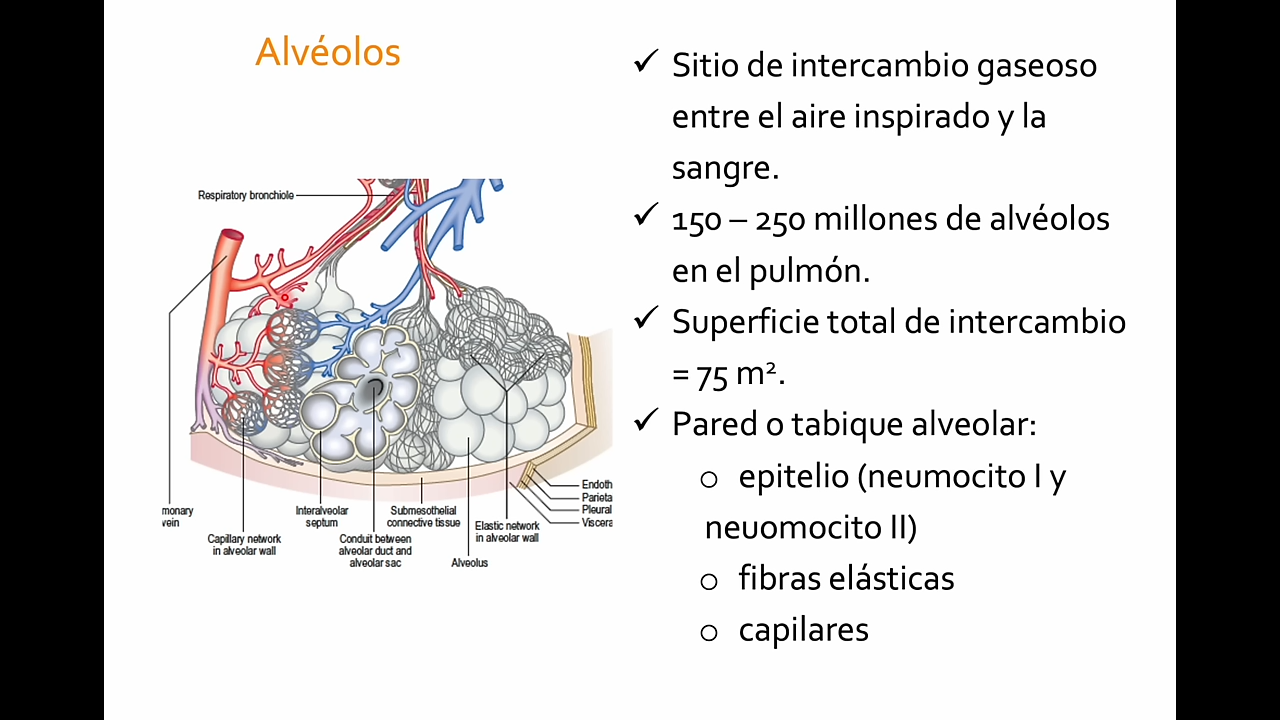 Alvéolos
✓ Sitio de intercambio gaseoso
entre el aire inspirado y la
sangre.
✓ 150 – 250 millones de alvéolos
en el pulmón.
✓ Superficie total de intercambio
= 75 m².
✓ Pared o tabique alveolar:
o epitelio (neumocito I y
neuomocito II)
o fibras elásticas
o capilares
Respiratory bronchiole
monary
vein
Capillary network
in alveolar wall
Interalveolar
septum
Conduit between
alveolar duct and
alveolar sac
Submesothelial
connective tissue
Alveolus
Elastic network
in alveolar wall
Endoth
Parieta
Pleural
Viscera